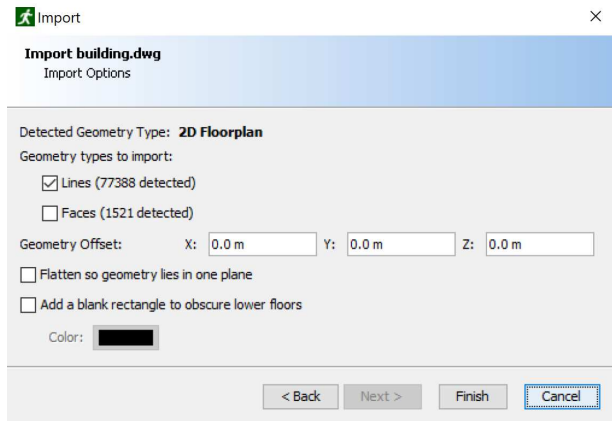 Import
Import building.dwg
Import Options
Detected Geometry Type: 2D Floorplan
Geometry types to import:
Lines (77388 detected)
Faces (1521 detected)
Geometry Offset: X: 0.0 m Y: 0.0 m Z: 0.0 m
Flatten so geometry lies in one plane
Add a blank rectangle to obscure lower floors
Color:
< Back Next > Finish Cancel